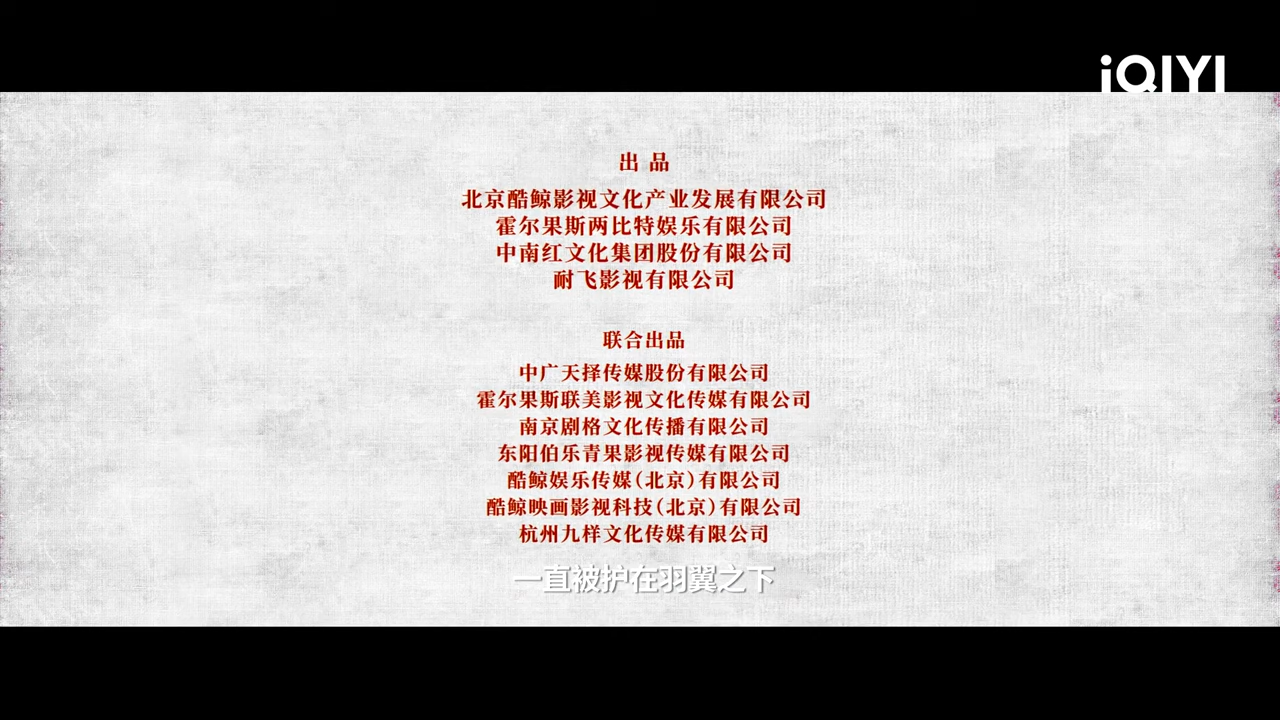 iQIYI
出品
北京酷鲸影视文化产业发展有限公司
霍尔果斯两比特娱乐有限公司
中南红文化集团股份有限公司
耐飞影视有限公司
联合出品
中广天择传媒股份有限公司
霍尔果斯联美影视文化传媒有限公司
南京剧格文化传播有限公司
东阳伯乐青果影视传媒有限公司
酷鲸娱乐传媒(北京)有限公司
酷鲸映画影视科技(北京)有限公司
杭州九样文化传媒有限公司
一直被护在羽翼之下